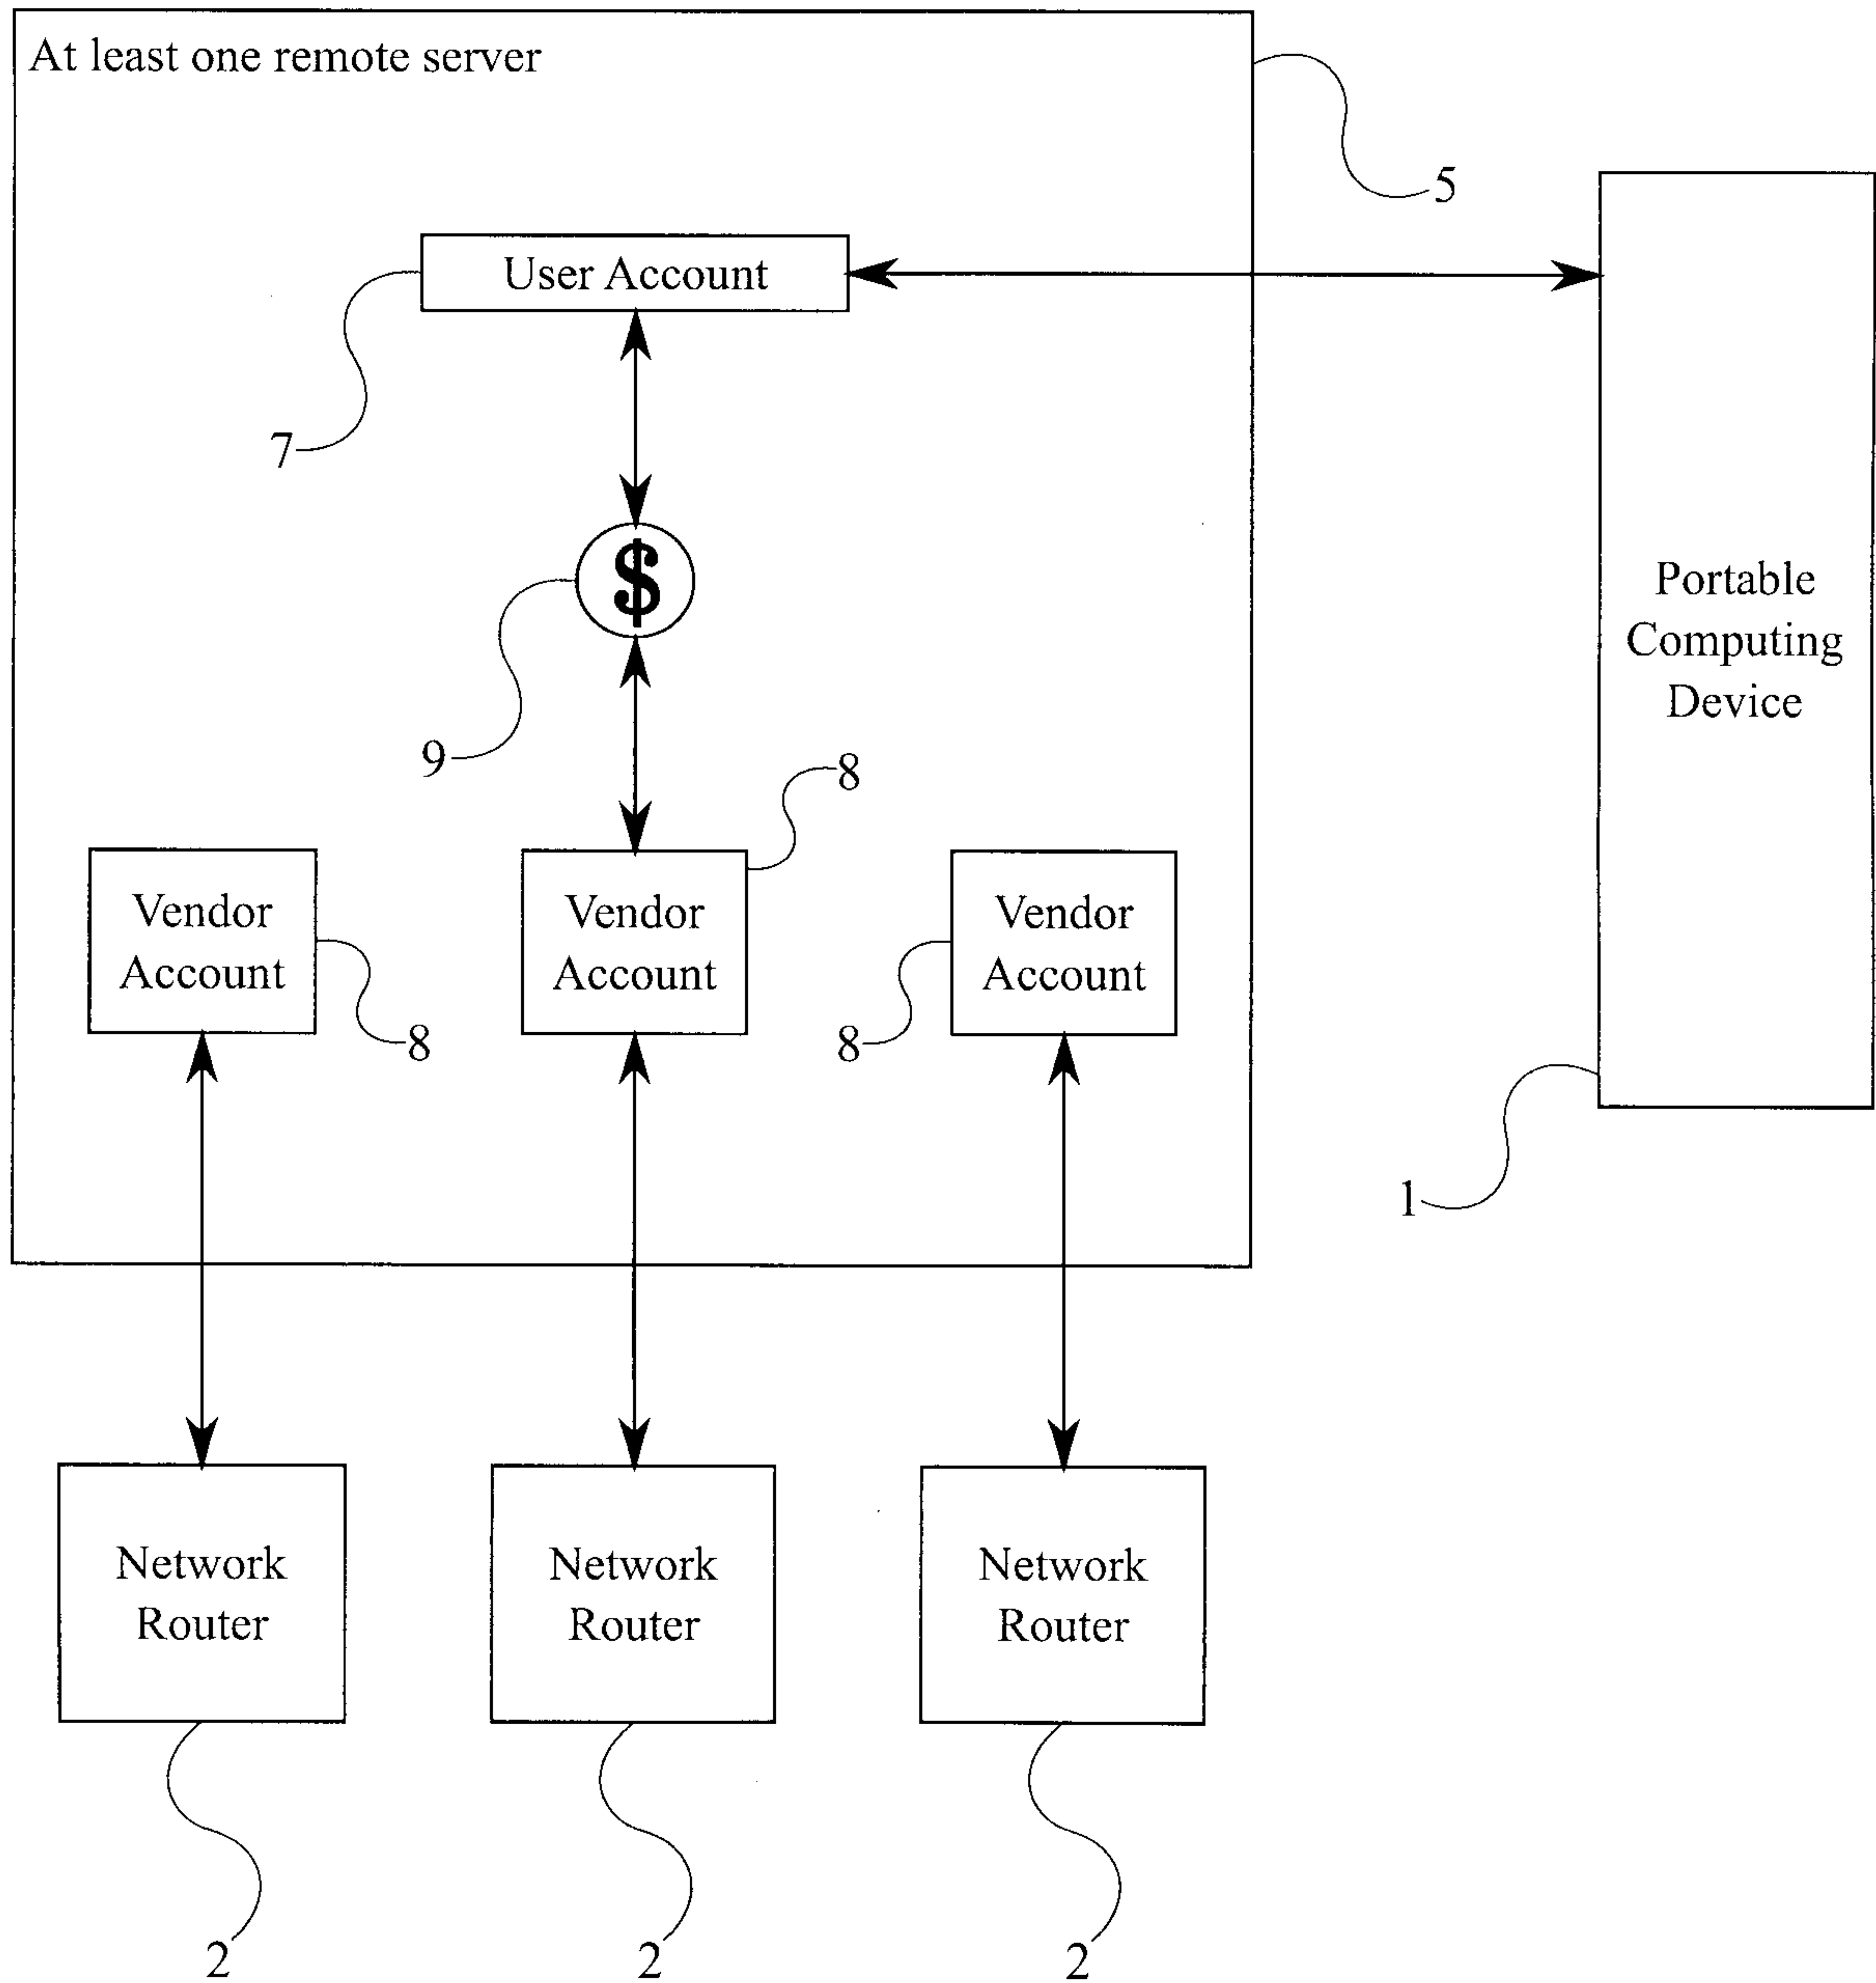 At least one remote server
5
User Account
7
$
Portable
Computing
Device
9
8
Vendor
Account
Vendor
Account
Vendor
Account
8
8
1
Network
Router
Network
Router
Network
Router
2
2
2